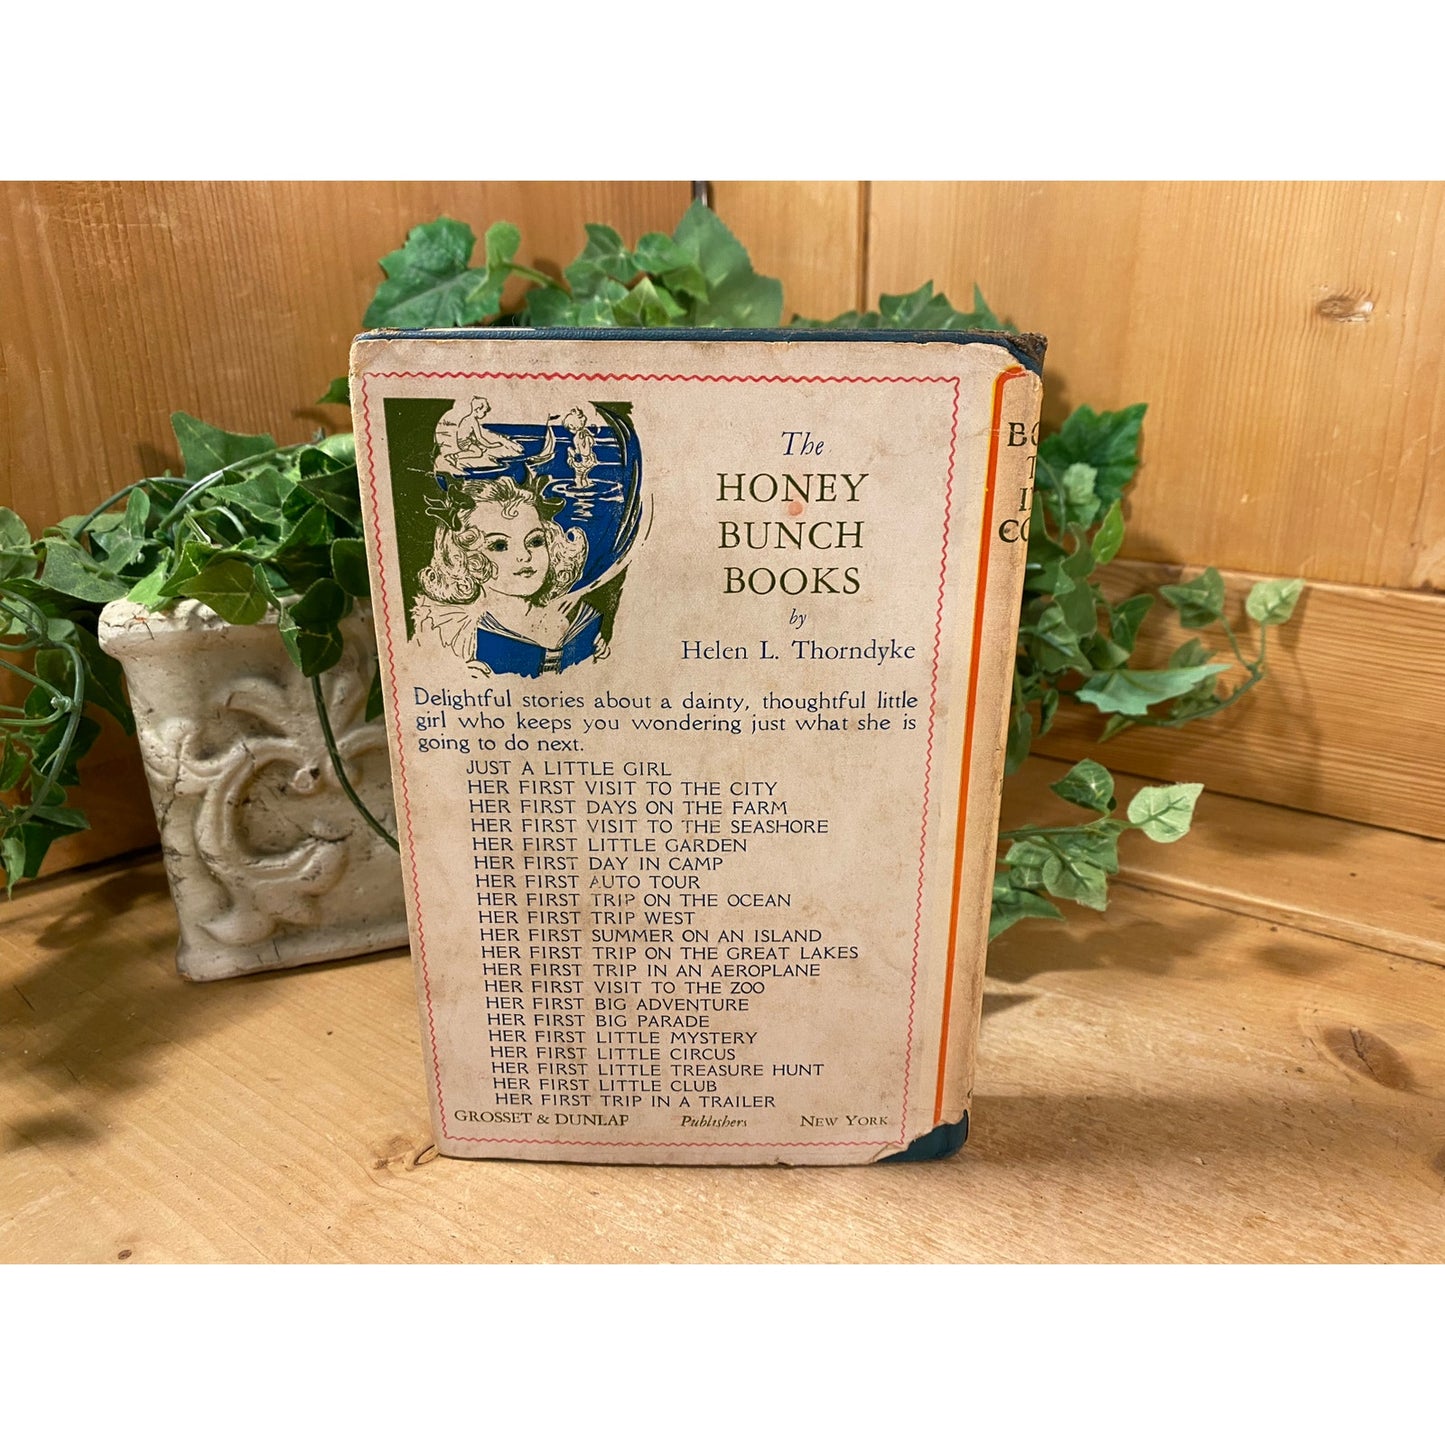 The
HONEY
BUNCH
BOOKS
by
Helen L. Thorndyke
Delightful stories about a dainty, thoughtful little
girl who keeps you wondering just what she is
going to do next.
JUST A LITTLE GIRL
HER FIRST VISIT TO THE CITY
HER FIRST DAYS ON THE FARM
HER FIRST VISIT TO THE SEASHORE
HER FIRST LITTLE GARDEN
HER FIRST DAY IN CAMP
HER FIRST AUTO TOUR
HER FIRST TRIP ON THE OCEAN
HER FIRST TRIP WEST
HER FIRST SUMMER ON AN ISLAND
HER FIRST TRIP ON THE GREAT LAKES
HER FIRST TRIP IN AN AEROPLANE
HER FIRST VISIT TO THE ZOO
HER FIRST BIG ADVENTURE
HER FIRST BIG PARADE
HER FIRST LITTLE MYSTERY
HER FIRST LITTLE CIRCUS
HER FIRST LITTLE TREASURE HUNT
HER FIRST LITTLE CLUB
HER FIRST TRIP IN A TRAILER
GROSSET & DUNLAP Publishers NEW YORK